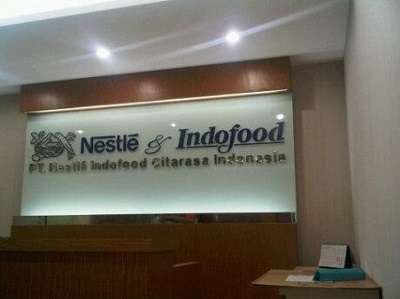 Nestlé & Indofood
PT. Nestlé Indofood Citarasa Indonesia